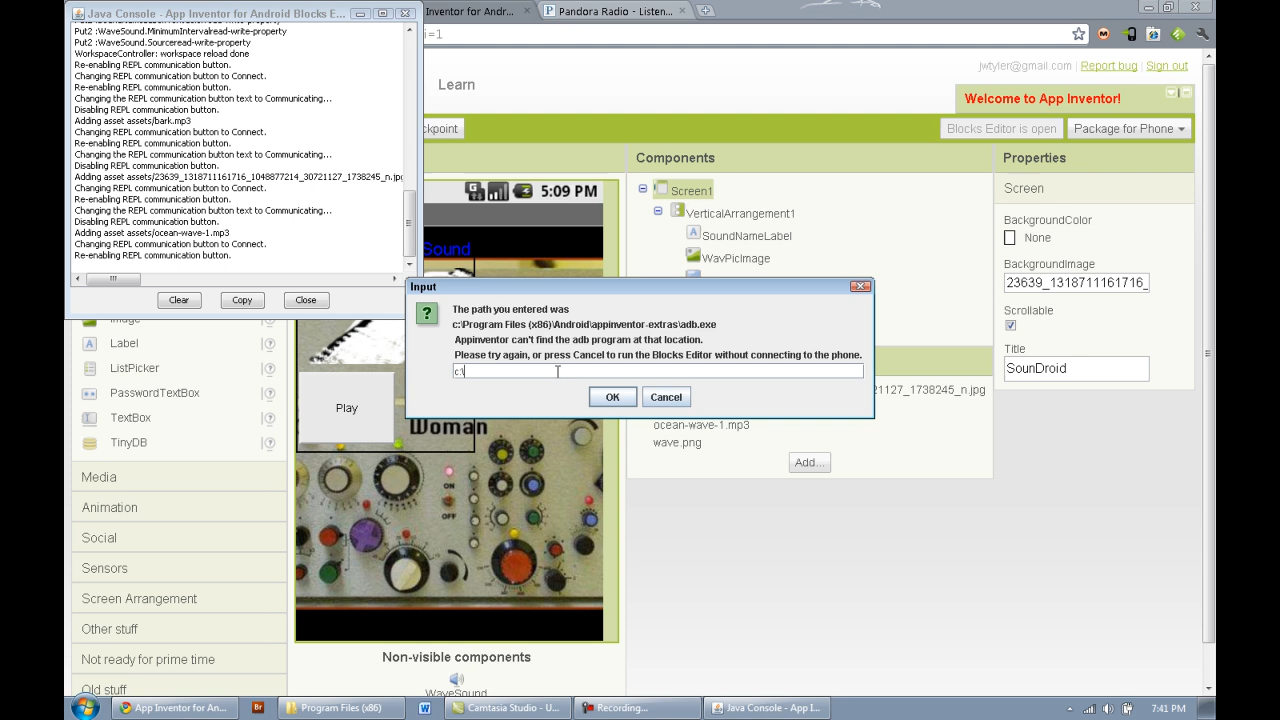 Java Console - App Inventor for Android Blocks E...
Inventor for Android
Pandora Radio - Listen...
=1
Put2 :WaveSound.MinimumIntervalread-write-property
Put2 :WaveSound.Sourceread-write-property
WorkspaceController: workspace reload done
Re-enabling REPL communication button.
Changing REPL communication button to Connect.
Re-enabling REPL communication button.
Changing the REPL communication button text to Communicating...
Disabling REPL communication button.
Adding asset assets/bark.mp3
Changing REPL communication button to Connect.
Re-enabling REPL communication button.
Changing the REPL communication button text to Communicating...
Disabling REPL communication button.
Adding asset assets/23639_1318711161716_1048877214_30721127_1738245_n.jpg
Changing REPL communication button to Connect.
Re-enabling REPL communication button.
Changing the REPL communication button text to Communicating...
Disabling REPL communication button.
Adding asset assets/ocean-wave-1.mp3
Changing REPL communication button to Connect.
Re-enabling REPL communication button.
Clear
Copy
Close
jwtyler@gmail.com | Report bug | Sign out
Learn
Welcome to App Inventor!
ckpoint
Blocks Editor is open
Package for Phone
Components
Properties
5:09 PM
Sound
Screen1
VerticalArrangement1
SoundNameLabel
WavPicImage
Screen
BackgroundColor
None
BackgroundImage
23639_1318711161716_
Scrollable
Title
SounDroid
Input
The path you entered was
c:\Program Files (x86)\Android\appinventor-extras\adb.exe
Appinventor can't find the adb program at that location.
Please try again, or press Cancel to run the Blocks Editor without connecting to the phone.
c:\
OK
Cancel
21127_1738245_n.jpg
ocean-wave-1.mp3
wave.png
Add...
Image
Label
ListPicker
PasswordTextBox
TextBox
TinyDB
Media
Animation
Social
Sensors
Screen Arrangement
Other stuff
Not ready for prime time
Old stuff
Play
Woman
ON
OFF
Non-visible components
WaveSound
App Inventor for An...
Br
Program Files (x86)
W
Camtasia Studio - U...
Recording...
Java Console - App I...
7:41 PM